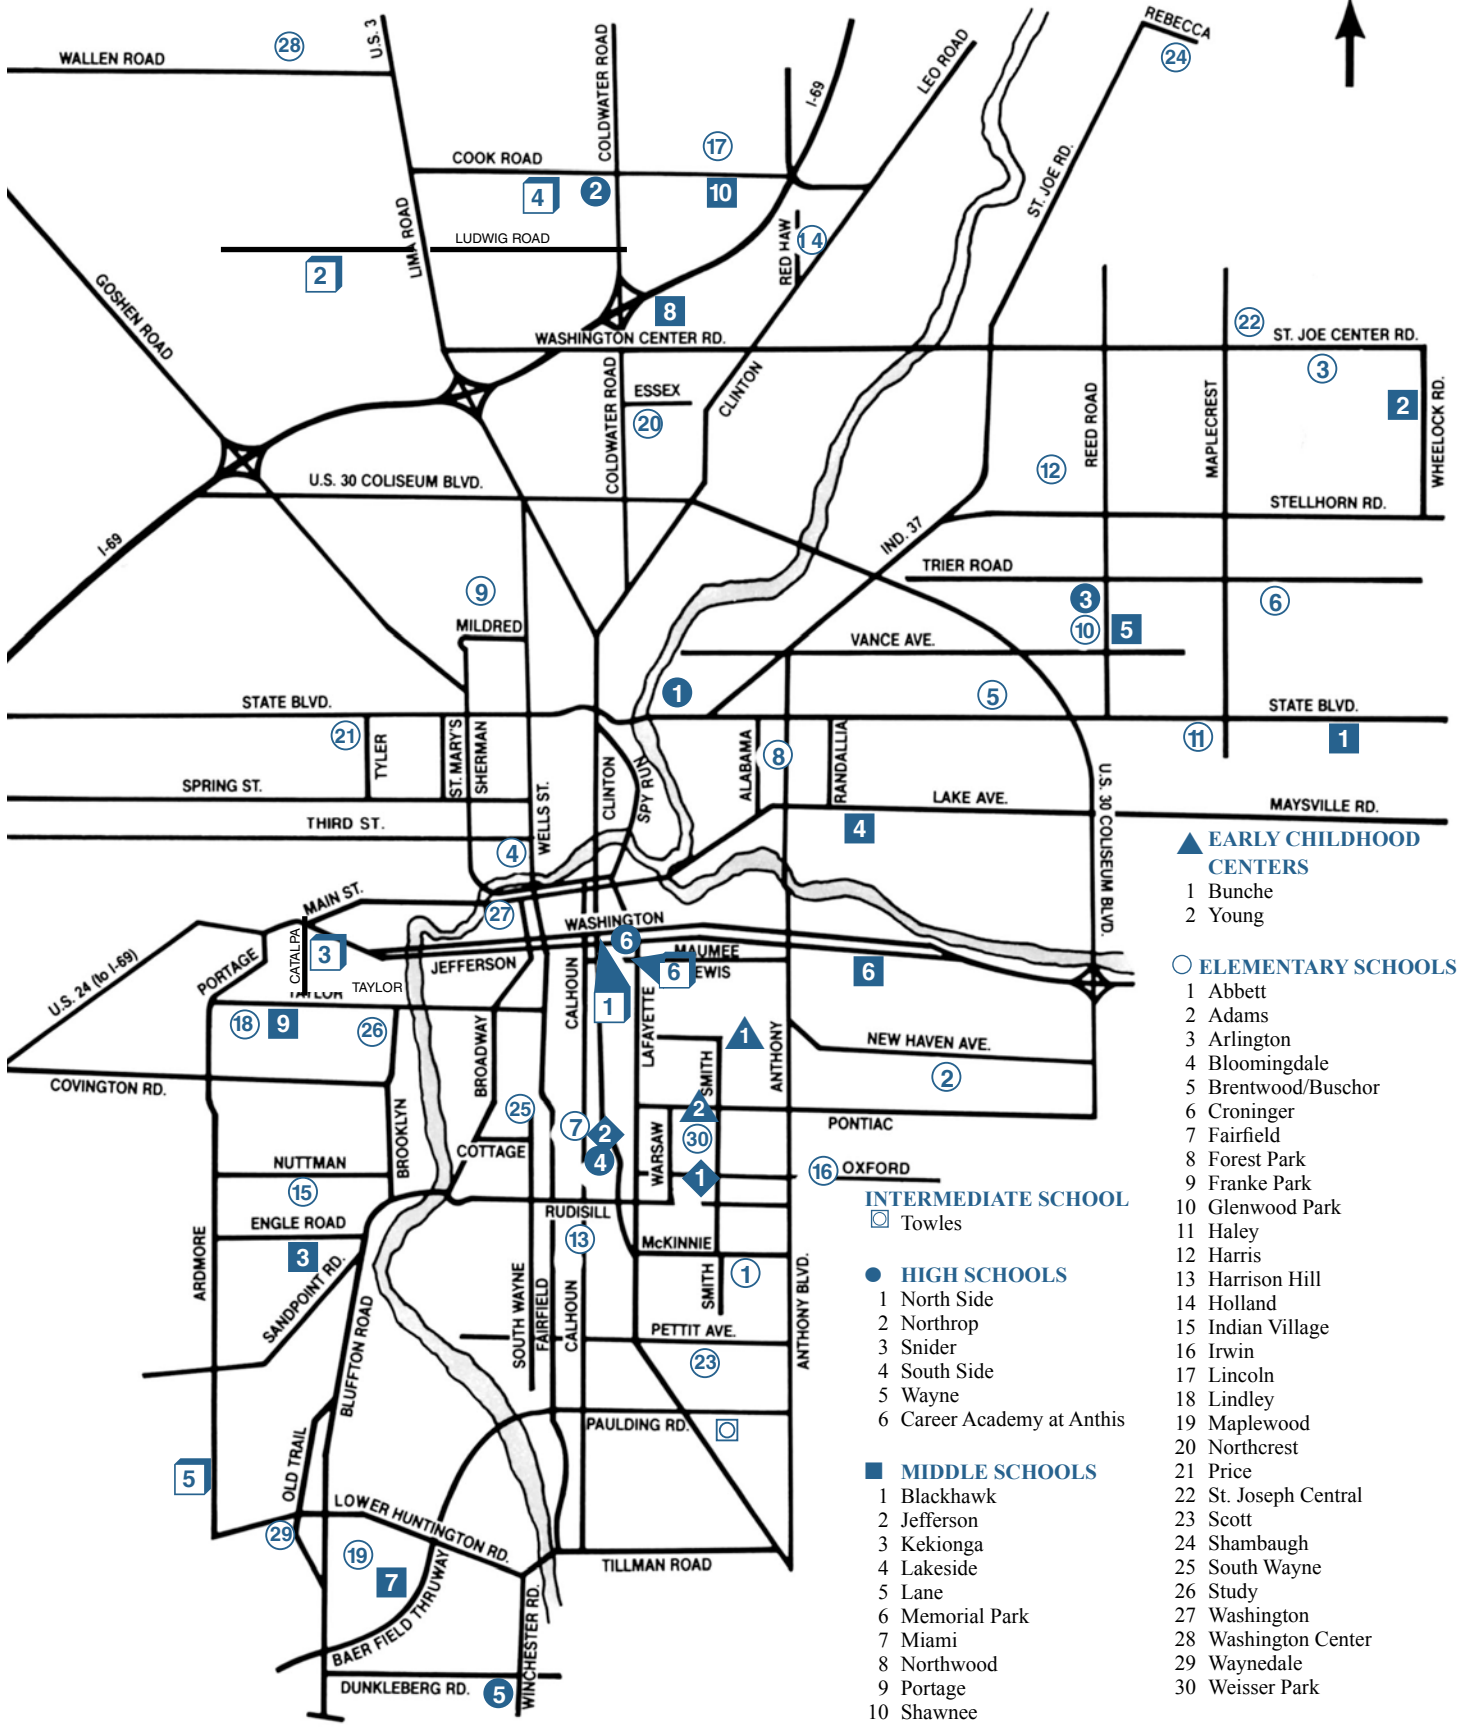 REBECCA
24
28
U.S. 3
WALLEN ROAD
COLDWATER ROAD
I-69
LEO ROAD
17
COOK ROAD
ST. JOE RD.
4
2
10
LIMA ROAD
LUDWIG ROAD
RED HAW
14
2
GOSHEN ROAD
8
22
WASHINGTON CENTER RD.
ST. JOE CENTER RD.
3
COLDWATER ROAD
ESSEX
20
CLINTON
REED ROAD
MAPLECREST
2
WHEELOCK RD.
12
U.S. 30 COLISEUM BLVD.
STELLHORN RD.
I-69
IND. 37
TRIER ROAD
9
3
6
MILDRED
10
5
VANCE AVE.
1
5
STATE BLVD.
STATE BLVD.
21
TYLER
ST. MARY'S
SHERMAN
ALABAMA
8
RANDALLIA
11
1
SPRING ST.
WELLS ST.
CLINTON
SPY RUN
LAKE AVE.
U.S. 30 COLISEUM BLVD.
MAYSVILLE RD.
THIRD ST.
4
4
MAIN ST.
27
WASHINGTON
6
MAUMEE
LEWIS
U.S. 24 (to I-69)
PORTAGE
CATALPA
3
JEFFERSON
6
6
TAYLOR
TAYLOR
CALHOUN
1
LAFAYETTE
18
9
26
BROADWAY
SMITH
1
ANTHONY
NEW HAVEN AVE.
2
COVINGTON RD.
BROOKLYN
25
7
2
2
PONTIAC
COTTAGE
4
WARSAW
30
NUTTMAN
1
16
OXFORD
15
RUDISILL
ENGLE ROAD
13
McKINNIE
ARDMORE
3
SANDPOINT RD.
SMITH
1
BLUFFTON ROAD
SOUTH WAYNE
FAIRFIELD
CALHOUN
PETTIT AVE.
ANTHONY BLVD.
23
PAULDING RD.
5
OLD TRAIL
LOWER HUNTINGTON RD.
29
19
7
TILLMAN ROAD
BAER FIELD THRUWAY
WINCHESTER RD.
DUNKLEBERG RD.
5
INTERMEDIATE SCHOOL
Towles
HIGH SCHOOLS
1 North Side
2 Northrop
3 Snider
4 South Side
5 Wayne
6 Career Academy at Anthis
MIDDLE SCHOOLS
1 Blackhawk
2 Jefferson
3 Kekionga
4 Lakeside
5 Lane
6 Memorial Park
7 Miami
8 Northwood
9 Portage
10 Shawnee
EARLY CHILDHOOD
CENTERS
1 Bunche
2 Young
ELEMENTARY SCHOOLS
1 Abbett
2 Adams
3 Arlington
4 Bloomingdale
5 Brentwood/Buschor
6 Croninger
7 Fairfield
8 Forest Park
9 Franke Park
10 Glenwood Park
11 Haley
12 Harris
13 Harrison Hill
14 Holland
15 Indian Village
16 Irwin
17 Lincoln
18 Lindley
19 Maplewood
20 Northcrest
21 Price
22 St. Joseph Central
23 Scott
24 Shambaugh
25 South Wayne
26 Study
27 Washington
28 Washington Center
29 Waynedale
30 Weisser Park